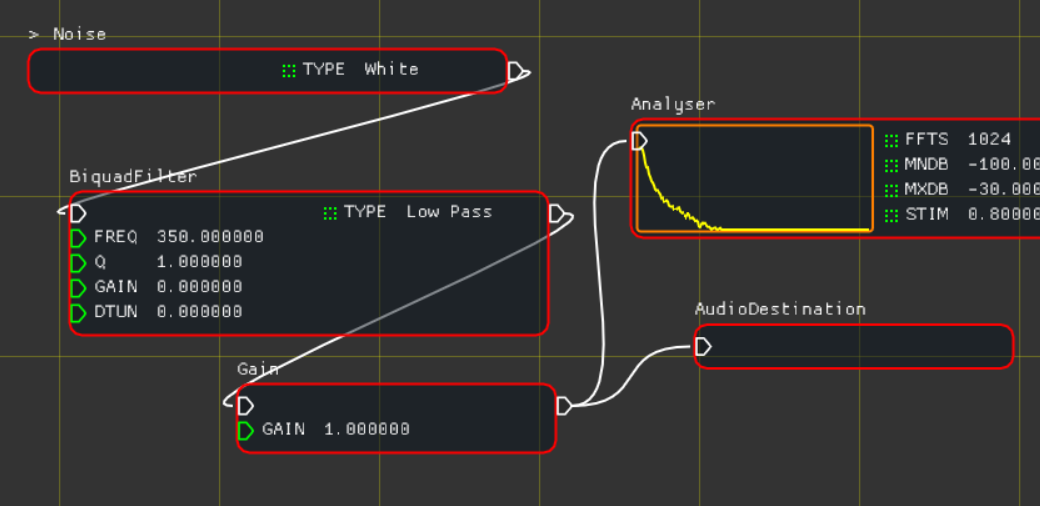 > Noise
TYPE White
Analyser
FFTS 1024
MNDB -100.00
MXDB -30.000
STIM 0.80000
BiquadFilter
TYPE Low Pass
FREQ 350.000000
Q 1.000000
GAIN 0.000000
DTUN 0.000000
AudioDestination
Gain
GAIN 1.000000